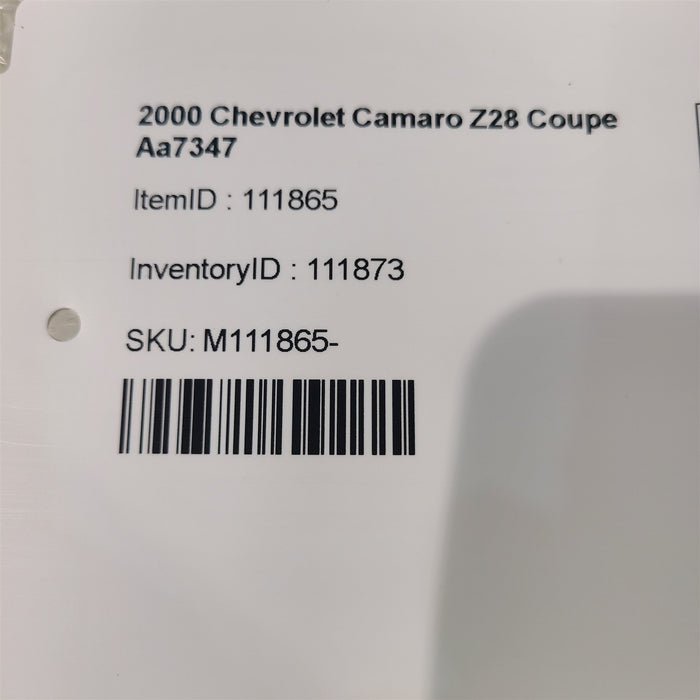 2000 Chevrolet Camaro Z28 Coupe
Aa7347
ItemID : 111865
InventoryID : 111873
SKU: M111865-